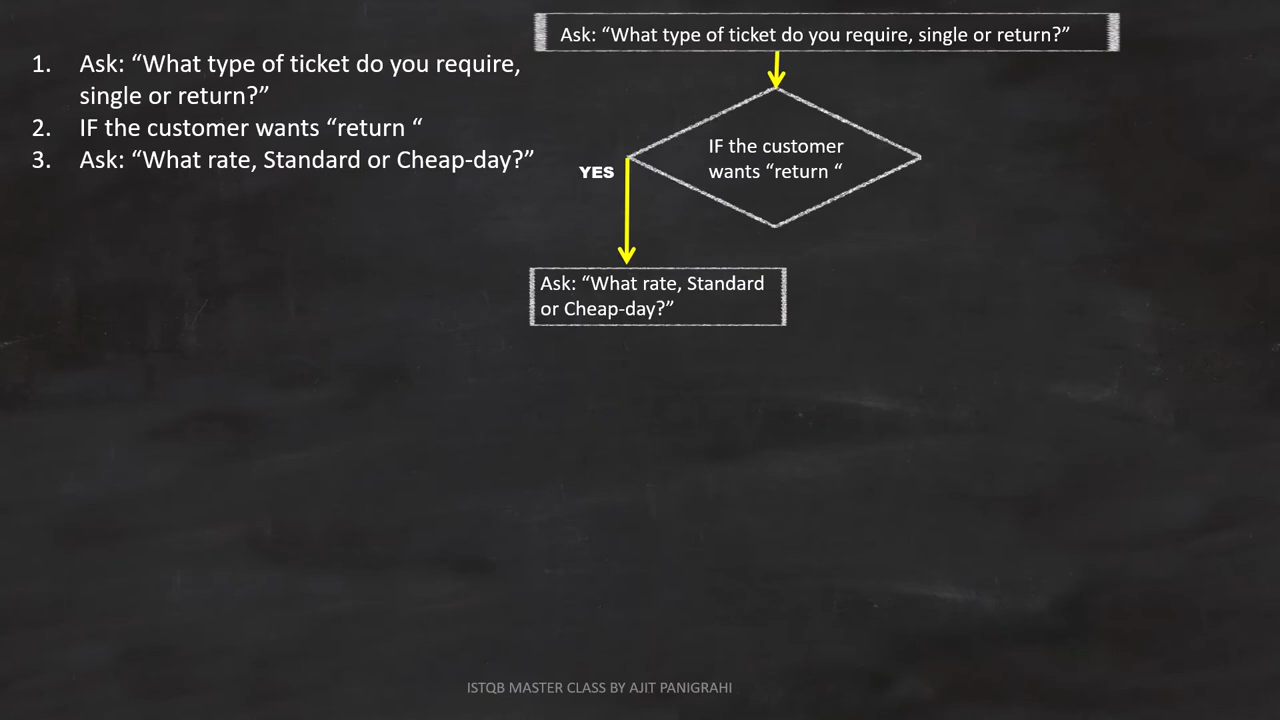 Ask: “What type of ticket do you require, single or return?”
1. Ask: “What type of ticket do you require,
single or return?”
2. IF the customer wants “return “
3. Ask: “What rate, Standard or Cheap-day?”
IF the customer
wants “return “
YES
Ask: “What rate, Standard
or Cheap-day?”
ISTQB MASTER CLASS BY AJIT PANIGRAHI